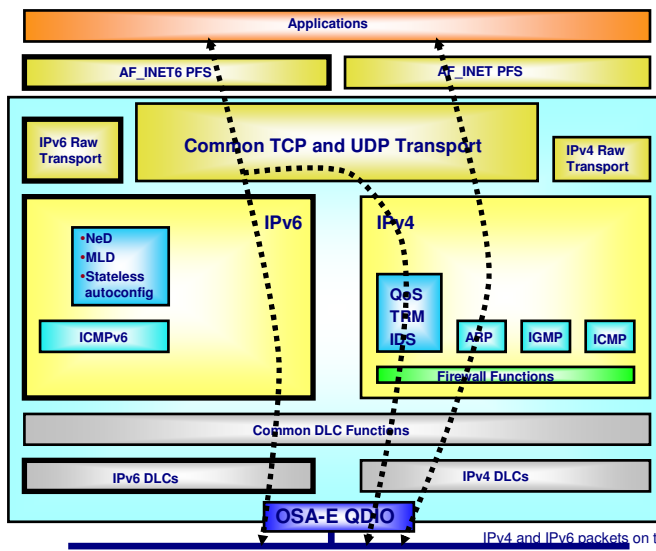 Applications
AF_INET6 PFS
AF_INET PFS
IPv6 Raw
Transport
Common TCP and UDP Transport
IPv4 Raw
Transport
IPv6
IPv4
•NeD
•MLD
•Stateless
autoconfig
ICMPv6
QoS
TRM
IDS
ARP
IGMP
ICMP
Firewall Functions
Common DLC Functions
IPv6 DLCs
IPv4 DLCs
OSA-E QDIO
IPv4 and IPv6 packets on t